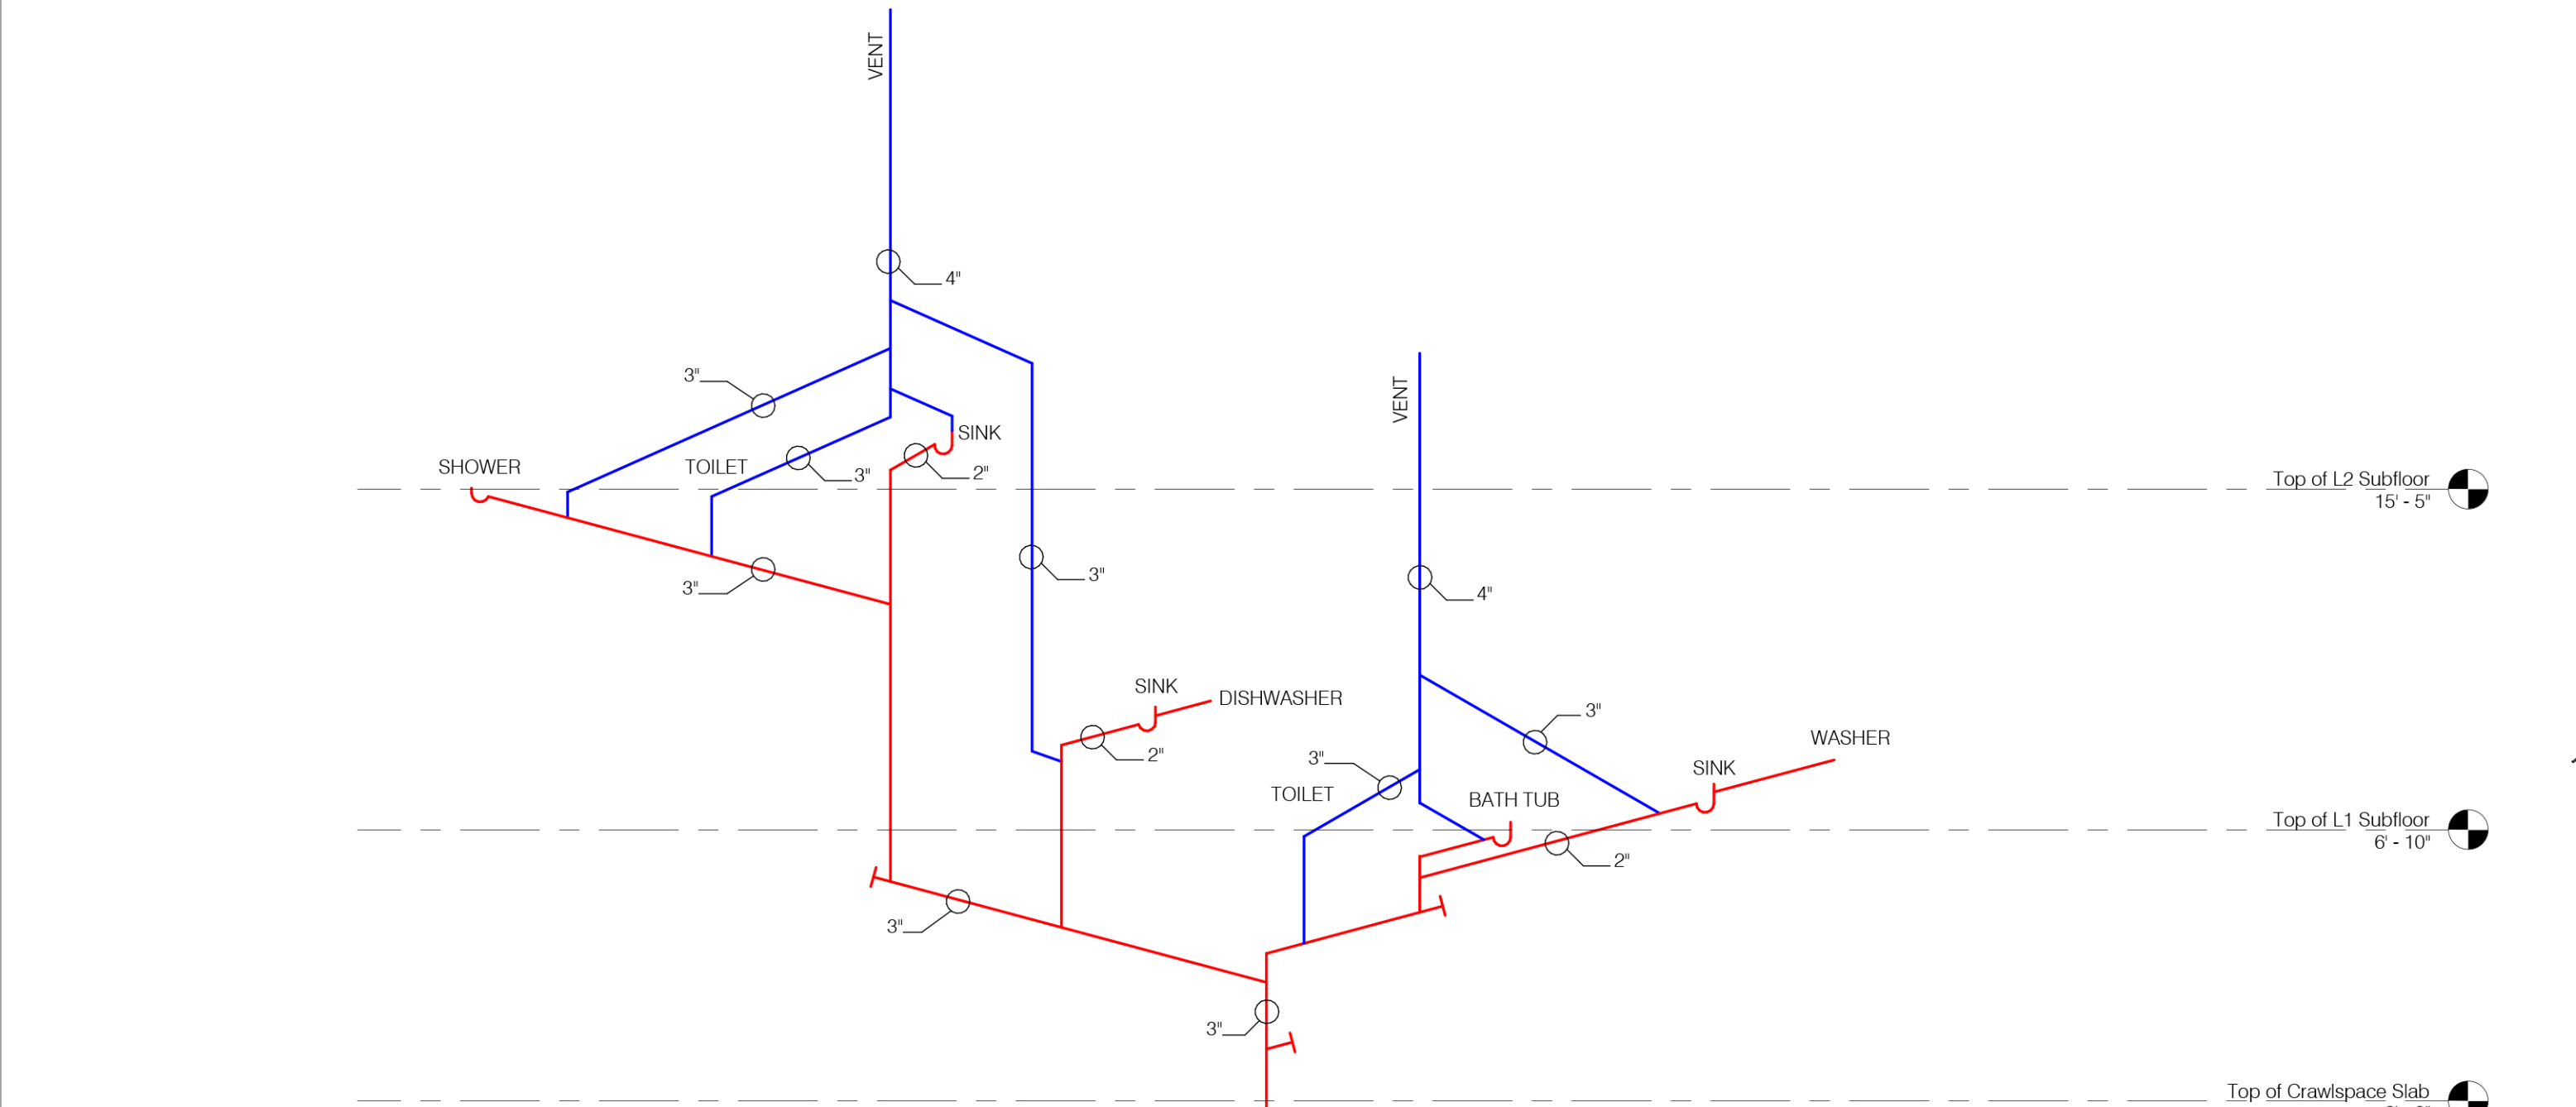 VENT
4"
3"
VENT
SINK
SHOWER
TOILET
3"
2"
Top of L2 Subfloor
15' - 5"
3"
3"
4"
SINK
DISHWASHER
3"
WASHER
2"
3"
SINK
TOILET
BATH TUB
Top of L1 Subfloor
6' - 10"
2"
3"
3"
Top of Crawlspace Slab